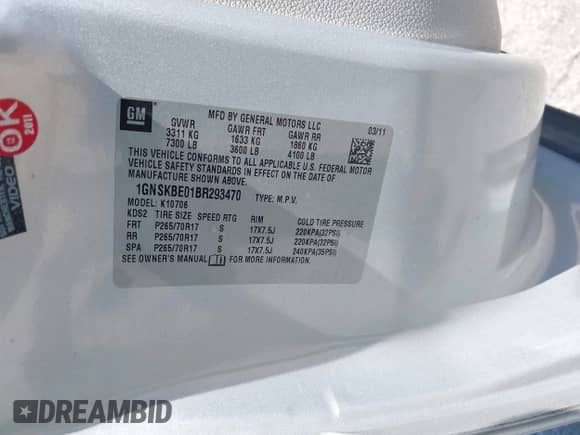 GM
MFD BY GENERAL MOTORS LLC
03/11
GVWR GAWR FRT GAWR RR
3311 KG 1633 KG 1860 KG
7300 LB 3600 LB 4100 LB
THIS VEHICLE CONFORMS TO ALL APPLICABLE U.S. FEDERAL MOTOR
VEHICLE SAFETY STANDARDS IN EFFECT ON THE DATE OF
MANUFACTURE SHOWN ABOVE.
1GNSKBE01BR293470 TYPE: M.P.V.
MODEL: K10706
KDS2 TIRE SIZE SPEED RTG RIM COLD TIRE PRESSURE
FRT P265/70R17 S 17X7.5J 220KPA(32PSI)
RR P265/70R17 S 17X7.5J 220KPA(32PSI)
SPA P265/70R17 S 17X7.5J 240KPA(35PSI)
SEE OWNER'S MANUAL FOR MORE INFORMATION.
OK
2011
VIDEO
DREAMBID